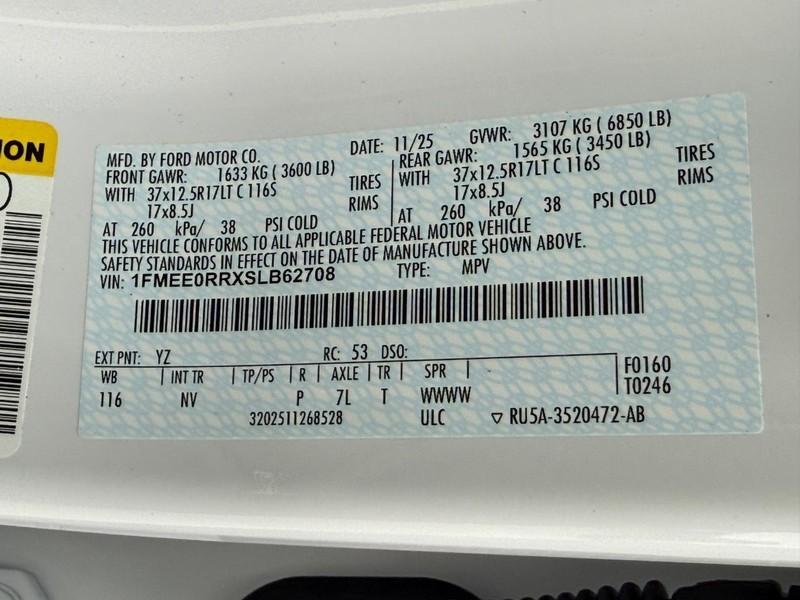 ION
MFD. BY FORD MOTOR CO. DATE: 11/25 GVWR: 3107 KG ( 6850 LB)
FRONT GAWR: 1633 KG ( 3600 LB) REAR GAWR: 1565 KG ( 3450 LB)
WITH 37x12.5R17LT C 116S TIRES WITH 37x12.5R17LT C 116S TIRES
17x8.5J RIMS 17x8.5J RIMS
AT 260 kPa/ 38 PSI COLD AT 260 kPa/ 38 PSI COLD
THIS VEHICLE CONFORMS TO ALL APPLICABLE FEDERAL MOTOR VEHICLE
SAFETY STANDARDS IN EFFECT ON THE DATE OF MANUFACTURE SHOWN ABOVE.
VIN: 1FMEE0RRXSLB62708 TYPE: MPV
EXT PNT: YZ RC: 53 DSO:
WB INT TR TP/PS R AXLE TR SPR F0160
116 NV P 7L T WWWW T0246
3202511268528 ULC ▽ RU5A-3520472-AB